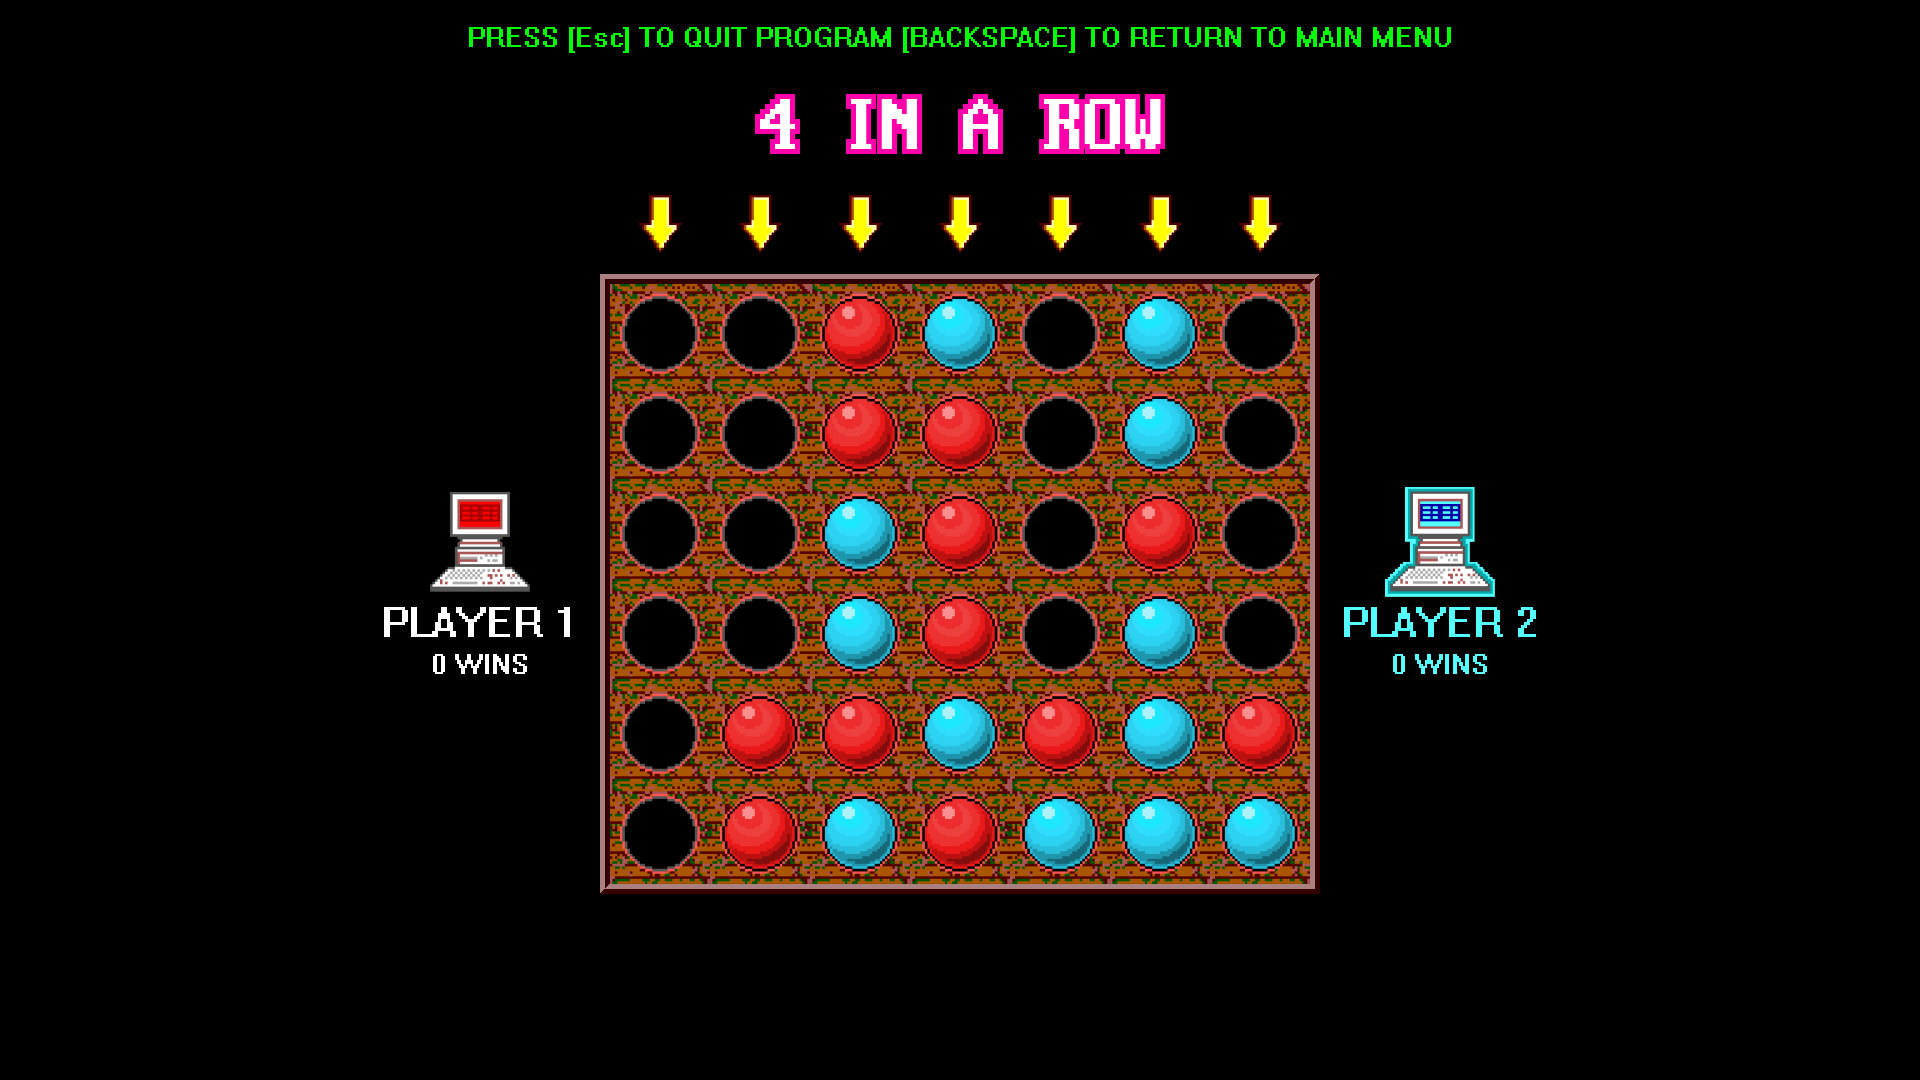 PRESS [Esc] TO QUIT PROGRAM [BACKSPACE] TO RETURN TO MAIN MENU
4 IN A ROW
PLAYER 1
0 WINS
PLAYER 2
0 WINS